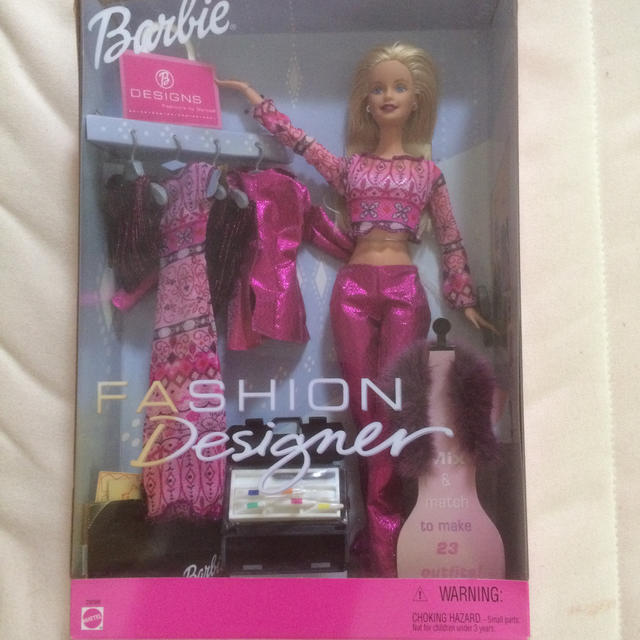 Barbie
B
DESIGNS
FASHION
Designer
Mix
&
match
to make
23
outfits!
Barbie
MATTEL
WARNING:
CHOKING HAZARD - Small parts.
Not for children under 3 years.